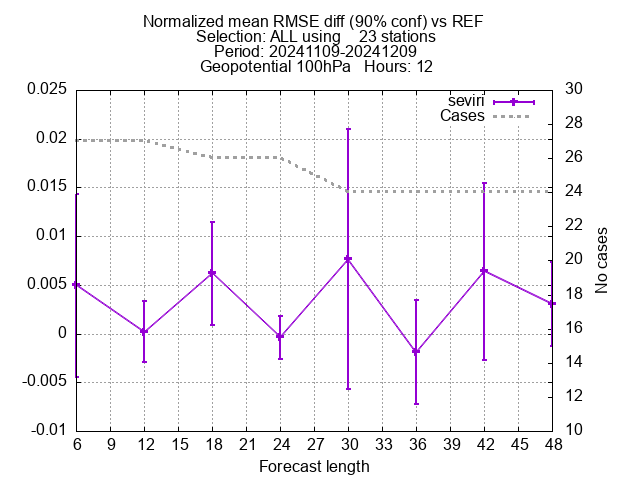 Normalized mean RMSE diff (90% conf) vs REF
Selection: ALL using    23 stations
Period: 20241109-20241209
Geopotential 100hPa   Hours: 12
seviri
Cases
0.025
0.02
0.015
0.01
0.005
0
-0.005
-0.01
30
28
26
24
22
20
18
16
14
12
10
No cases
6 9 12 15 18 21 24 27 30 33 36 39 42 45 48
Forecast length